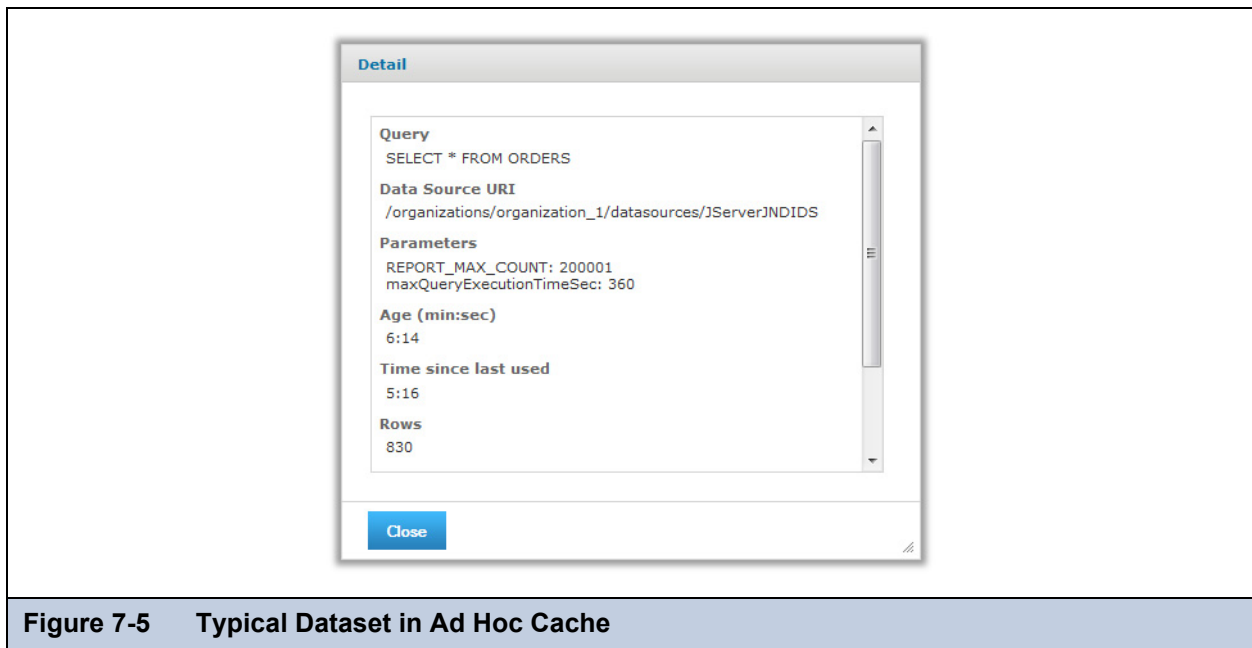 Detail
Query
SELECT * FROM ORDERS
Data Source URI
/organizations/organization_1/datasources/JServerJNDIDS
Parameters
REPORT_MAX_COUNT: 200001
maxQueryExecutionTimeSec: 360
Age (min:sec)
6:14
Time since last used
5:16
Rows
830
Close
Figure 7-5 Typical Dataset in Ad Hoc Cache